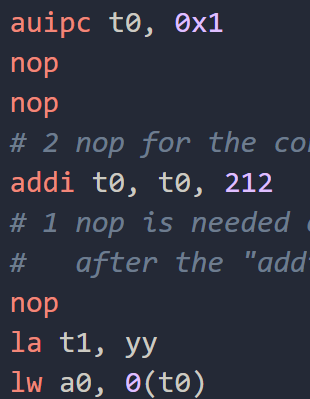 auipc t0, 0x1
nop
nop
# 2 nop for the
addi t0, t0, 212
# 1 nop is needed
#   after the "add
nop
la t1, yy
lw a0, 0(t0)